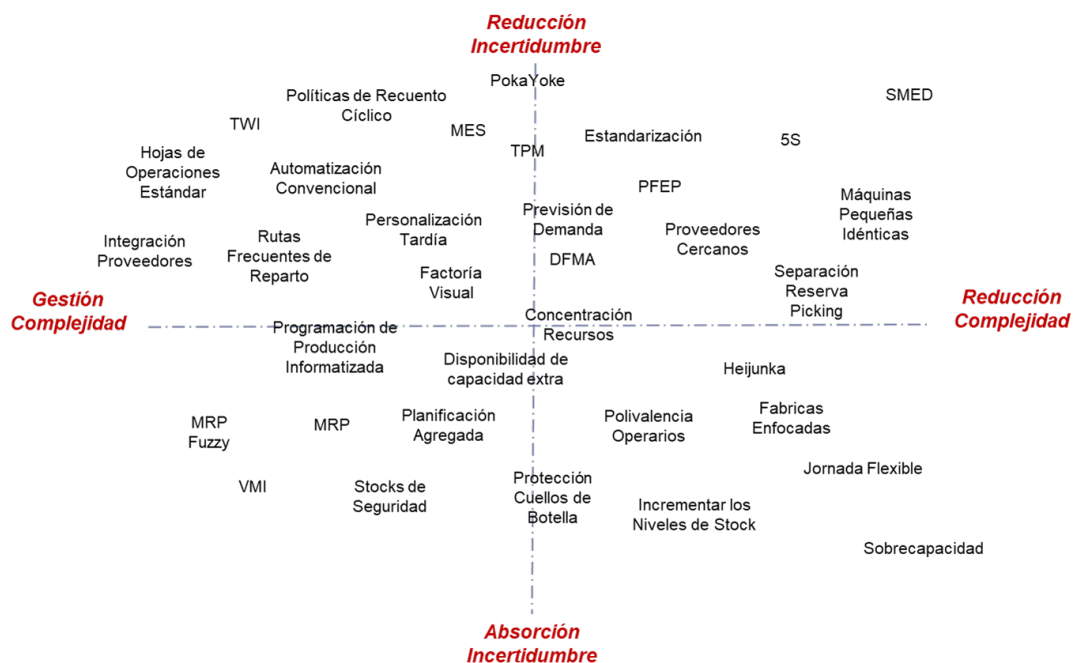 Reducción
Incertidumbre
PokaYoke
Políticas de Recuento
Cíclico
SMED
TWI
MES
Estandarización
5S
TPM
Hojas de
Operaciones
Estándar
Automatización
Convencional
PFEP
Máquinas
Pequeñas
Idénticas
Personalización
Tardía
Previsión de
Demanda
Proveedores
Cercanos
Integración
Proveedores
Rutas
Frecuentes de
Reparto
Factoría
Visual
DFMA
Separación
Reserva
Picking
Gestión
Complejidad
Reducción
Complejidad
Concentración
Recursos
Programación de
Producción
Informatizada
Disponibilidad de
capacidad extra
Heijunka
MRP
Fuzzy
MRP
Planificación
Agregada
Polivalencia
Operarios
Fabricas
Enfocadas
Jornada Flexible
VMI
Stocks de
Seguridad
Protección
Cuellos de
Botella
Incrementar los
Niveles de Stock
Sobrecapacidad
Absorción
Incertidumbre